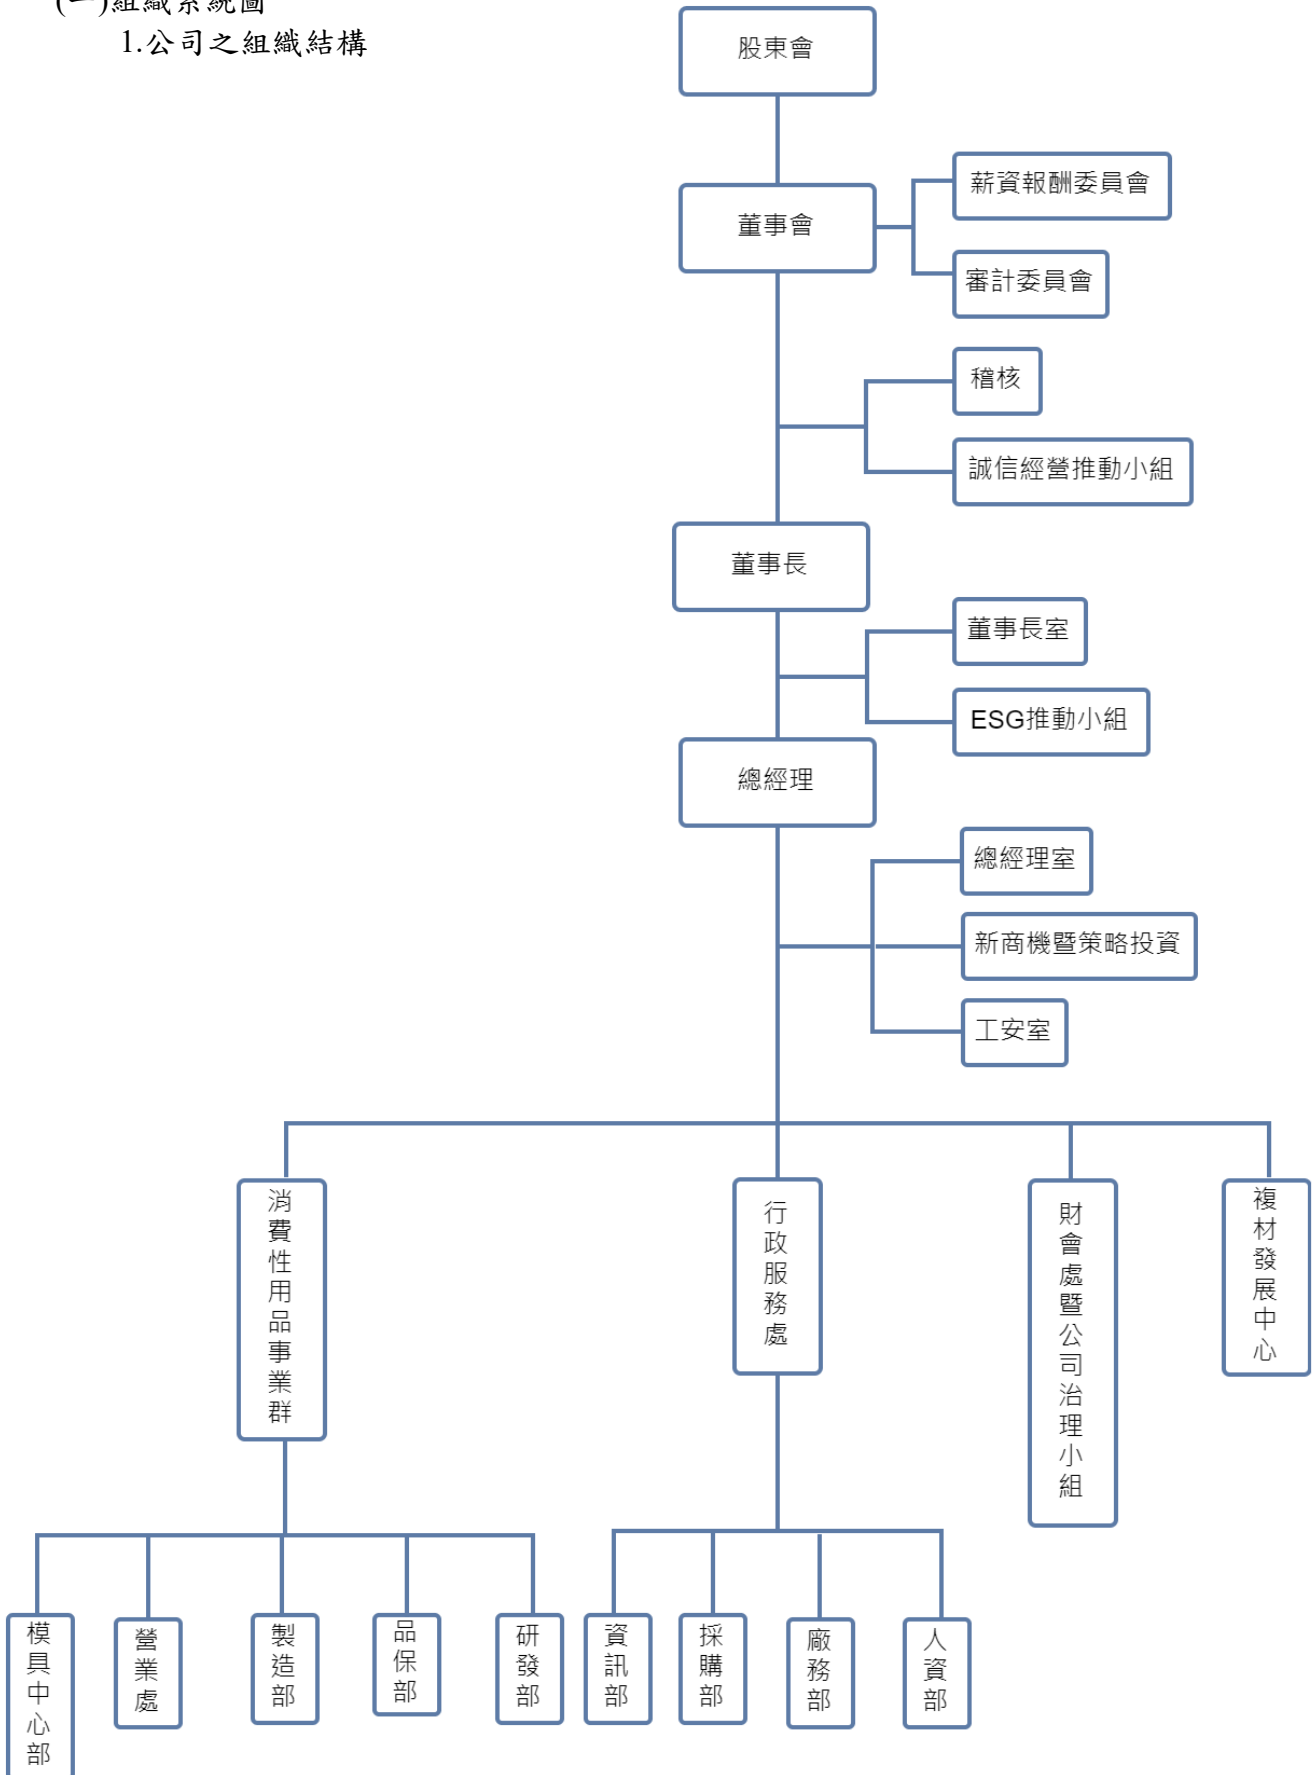 (一)組織系統圖
1.公司之組織結構
股東會
董事會
薪資報酬委員會
審計委員會
稽核
誠信經營推動小組
董事長
董事長室
ESG推動小組
總經理
總經理室
新商機暨策略投資
工安室
消費性用品事業群
行政服務處
財會處暨公司治理小組
複材發展中心
模具中心部
營業處
製造部
品保部
研發部
資訊部
採購部
廠務部
人資部